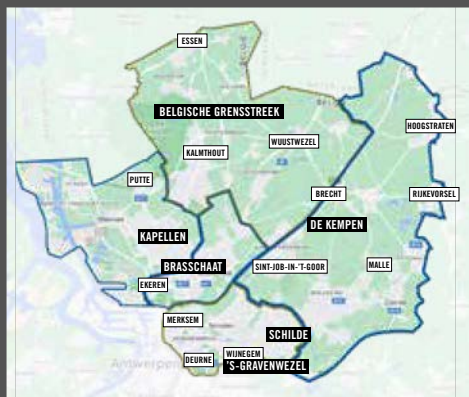 ESSEN
BELGISCHE GRENSSTREEK
HOOGSTRATEN
WUUSTWEZEL
KALMTHOUT
PUTTE
BRECHT
RIJKEVORSEL
DE KEMPEN
KAPELLEN
BRASSCHAAT
SINT-JOB-IN-'T-GOOR
MALLE
EKEREN
MERKSEM
SCHILDE
WIJNEGEM
DEURNE
'S-GRAVENWEZEL
Antwerpen